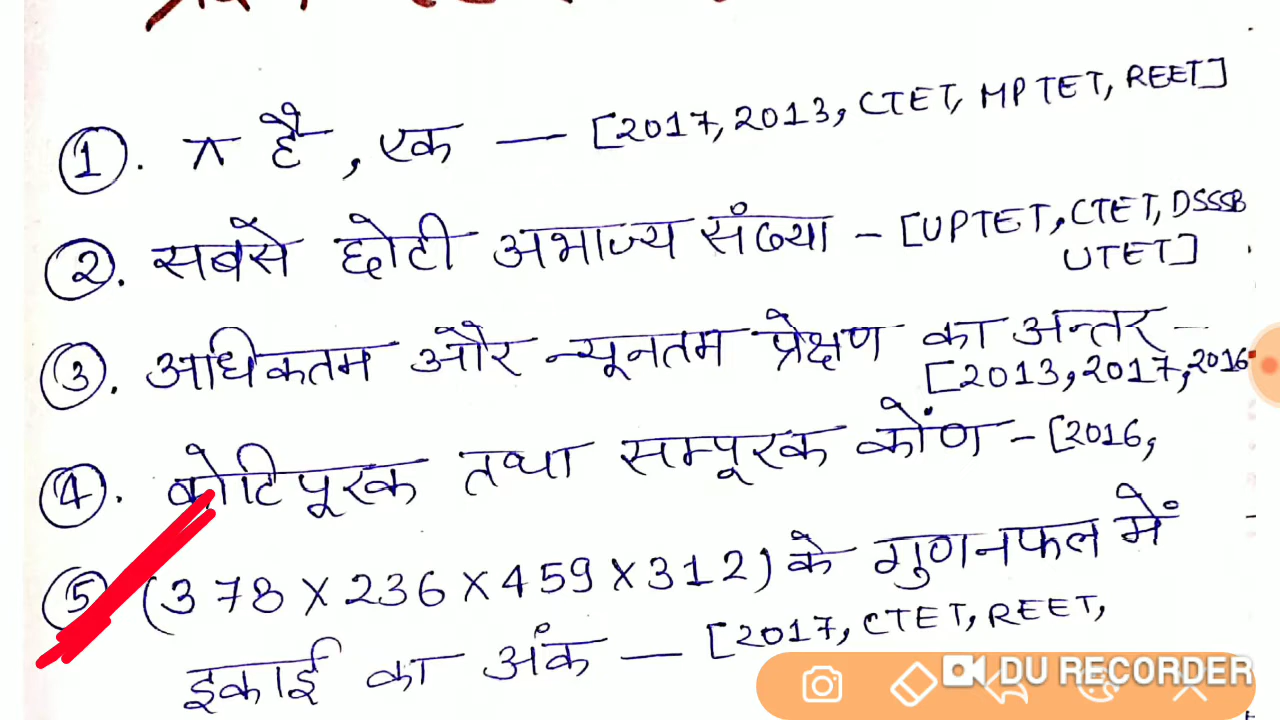 ①. π है, एक — [2017, 2013, CTET, MPTET, REET]
②. सबसे छोटी अभाज्य संख्या – [UPTET, CTET, DSSSB
UTET]
③. अधिकतम और न्यूनतम प्रेक्षण का अन्तर –
[2013, 2017, 2016
④. कोटिपूरक तथा सम्पूरक कोंण – [2016,
⑤ (378 × 236 × 459 × 312) के गुणनफल में
इकाई का अंक — [2017, CTET, REET,
DU RECORDER